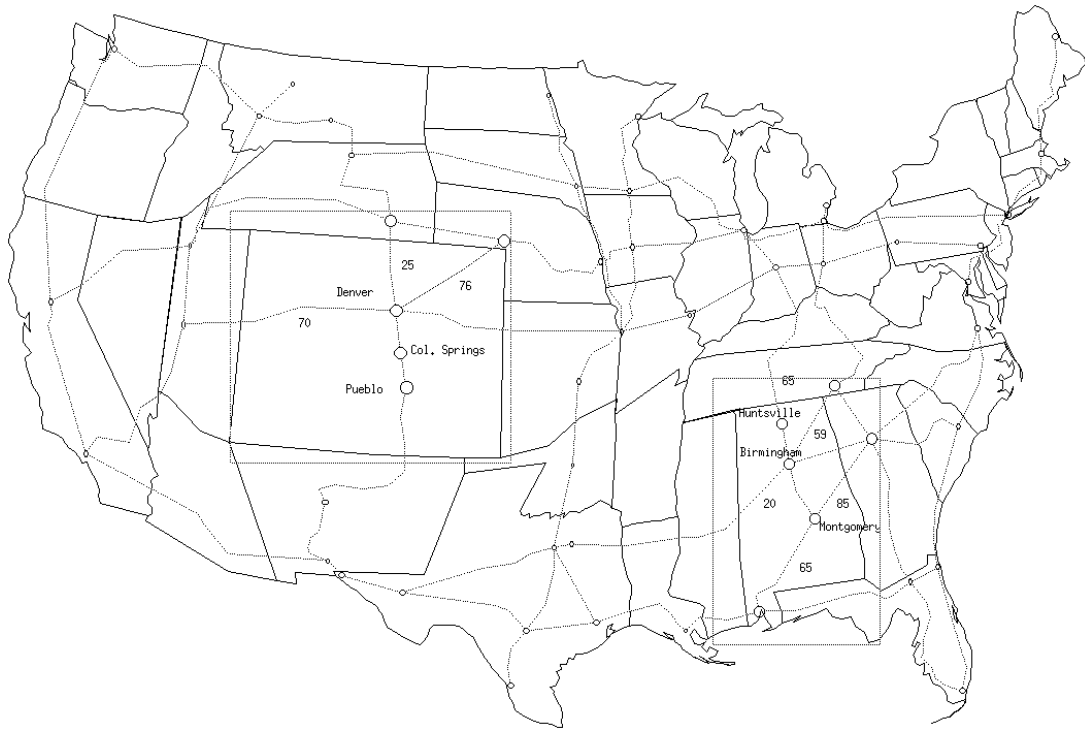 25
76
Denver
70
Col. Springs
Pueblo
65
Huntsville
59
Birmingham
20
85
Montgomery
65